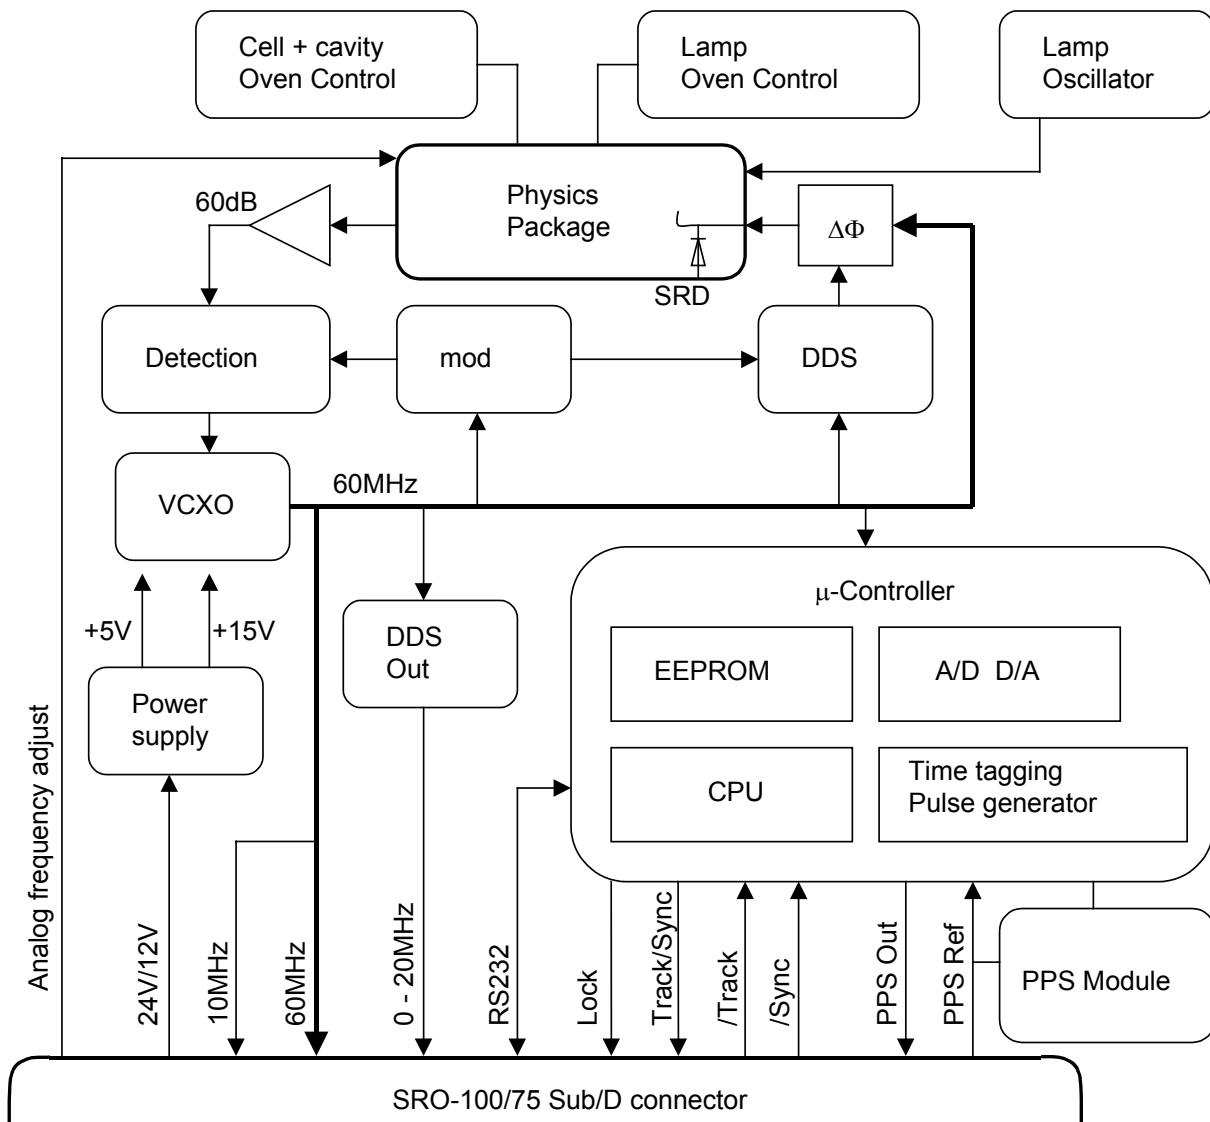 Cell + cavity
Oven Control
Lamp
Oven Control
Lamp
Oscillator
60dB
Physics
Package
ΔΦ
SRD
Detection
mod
DDS
VCXO
60MHz
+5V
+15V
DDS
Out
Power
supply
μ-Controller
EEPROM
A/D D/A
CPU
Time tagging
Pulse generator
Analog frequency adjust
24V/12V
10MHz
60MHz
0 - 20MHz
RS232
Lock
Track/Sync
/Track
/Sync
PPS Out
PPS Ref
PPS Module
SRO-100/75 Sub/D connector